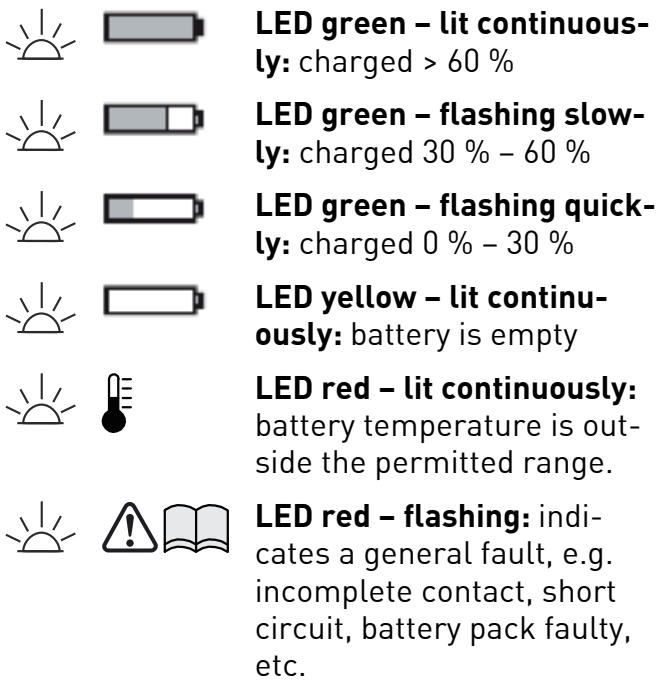 LED green – lit continuous-
ly: charged > 60 %
LED green – flashing slow-
ly: charged 30 % – 60 %
LED green – flashing quick-
ly: charged 0 % – 30 %
LED yellow – lit continu-
ously: battery is empty
LED red – lit continuously:
battery temperature is out-
side the permitted range.
LED red – flashing: indi-
cates a general fault, e.g.
incomplete contact, short
circuit, battery pack faulty,
etc.